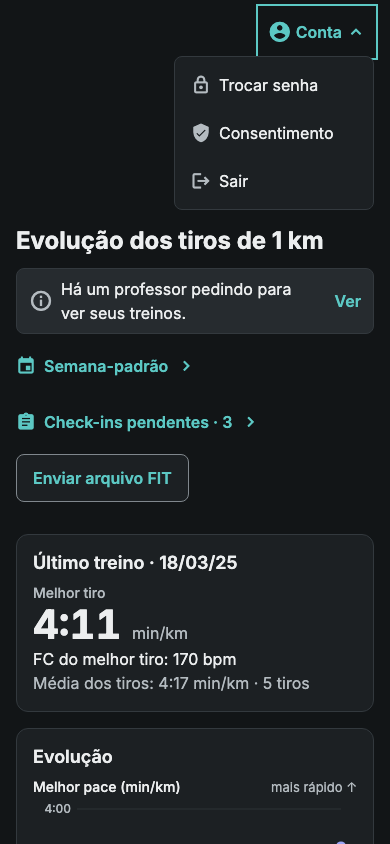 Conta
Trocar senha
Consentimento
Sair
Evolução dos tiros de 1 km
Há um professor pedindo para
ver seus treinos.
Ver
Semana-padrão
Check-ins pendentes · 3
Enviar arquivo FIT
Último treino · 18/03/25
Melhor tiro
4:11 min/km
FC do melhor tiro: 170 bpm
Média dos tiros: 4:17 min/km · 5 tiros
Evolução
Melhor pace (min/km)
mais rápido ↑
4:00